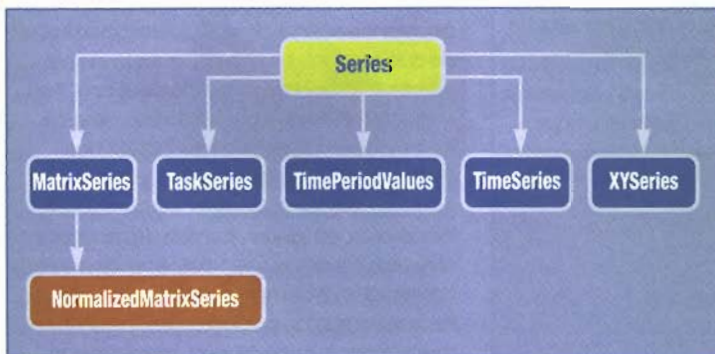 Series
MatrixSeries
TaskSeries
TimePeriodValues
TimeSeries
XYSeries
NormalizedMatrixSeries